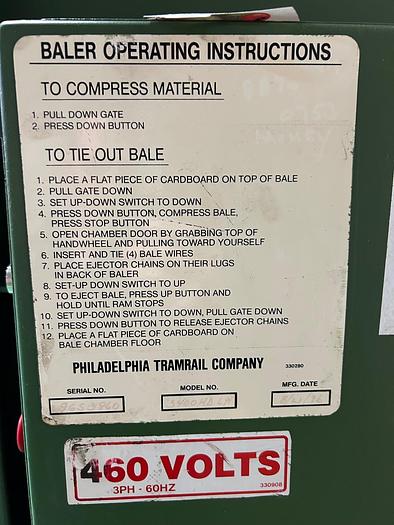 BALER OPERATING INSTRUCTIONS
TO COMPRESS MATERIAL
1. PULL DOWN GATE
2. PRESS DOWN BUTTON
TO TIE OUT BALE
1. PLACE A FLAT PIECE OF CARDBOARD ON TOP OF BALE
2. PULL GATE DOWN
3. SET UP-DOWN SWITCH TO DOWN
4. PRESS DOWN BUTTON, COMPRESS BALE,
PRESS STOP BUTTON
5. OPEN CHAMBER DOOR BY GRABBING TOP OF
HANDWHEEL AND PULLING TOWARD YOURSELF
6. INSERT AND TIE (4) BALE WIRES
7. PLACE EJECTOR CHAINS ON THEIR LUGS
IN BACK OF BALER
8. SET-UP DOWN SWITCH TO UP
9. TO EJECT BALE, PRESS UP BUTTON AND
HOLD UNTIL RAM STOPS
10. SET UP-DOWN SWITCH TO DOWN, PULL GATE DOWN
11. PRESS DOWN BUTTON TO RELEASE EJECTOR CHAINS
12. PLACE A FLAT PIECE OF CARDBOARD ON
BALE CHAMBER FLOOR
PHILADELPHIA TRAMRAIL COMPANY 330280
SERIAL NO. MODEL NO. MFG. DATE
460 VOLTS
3PH - 60HZ 330908